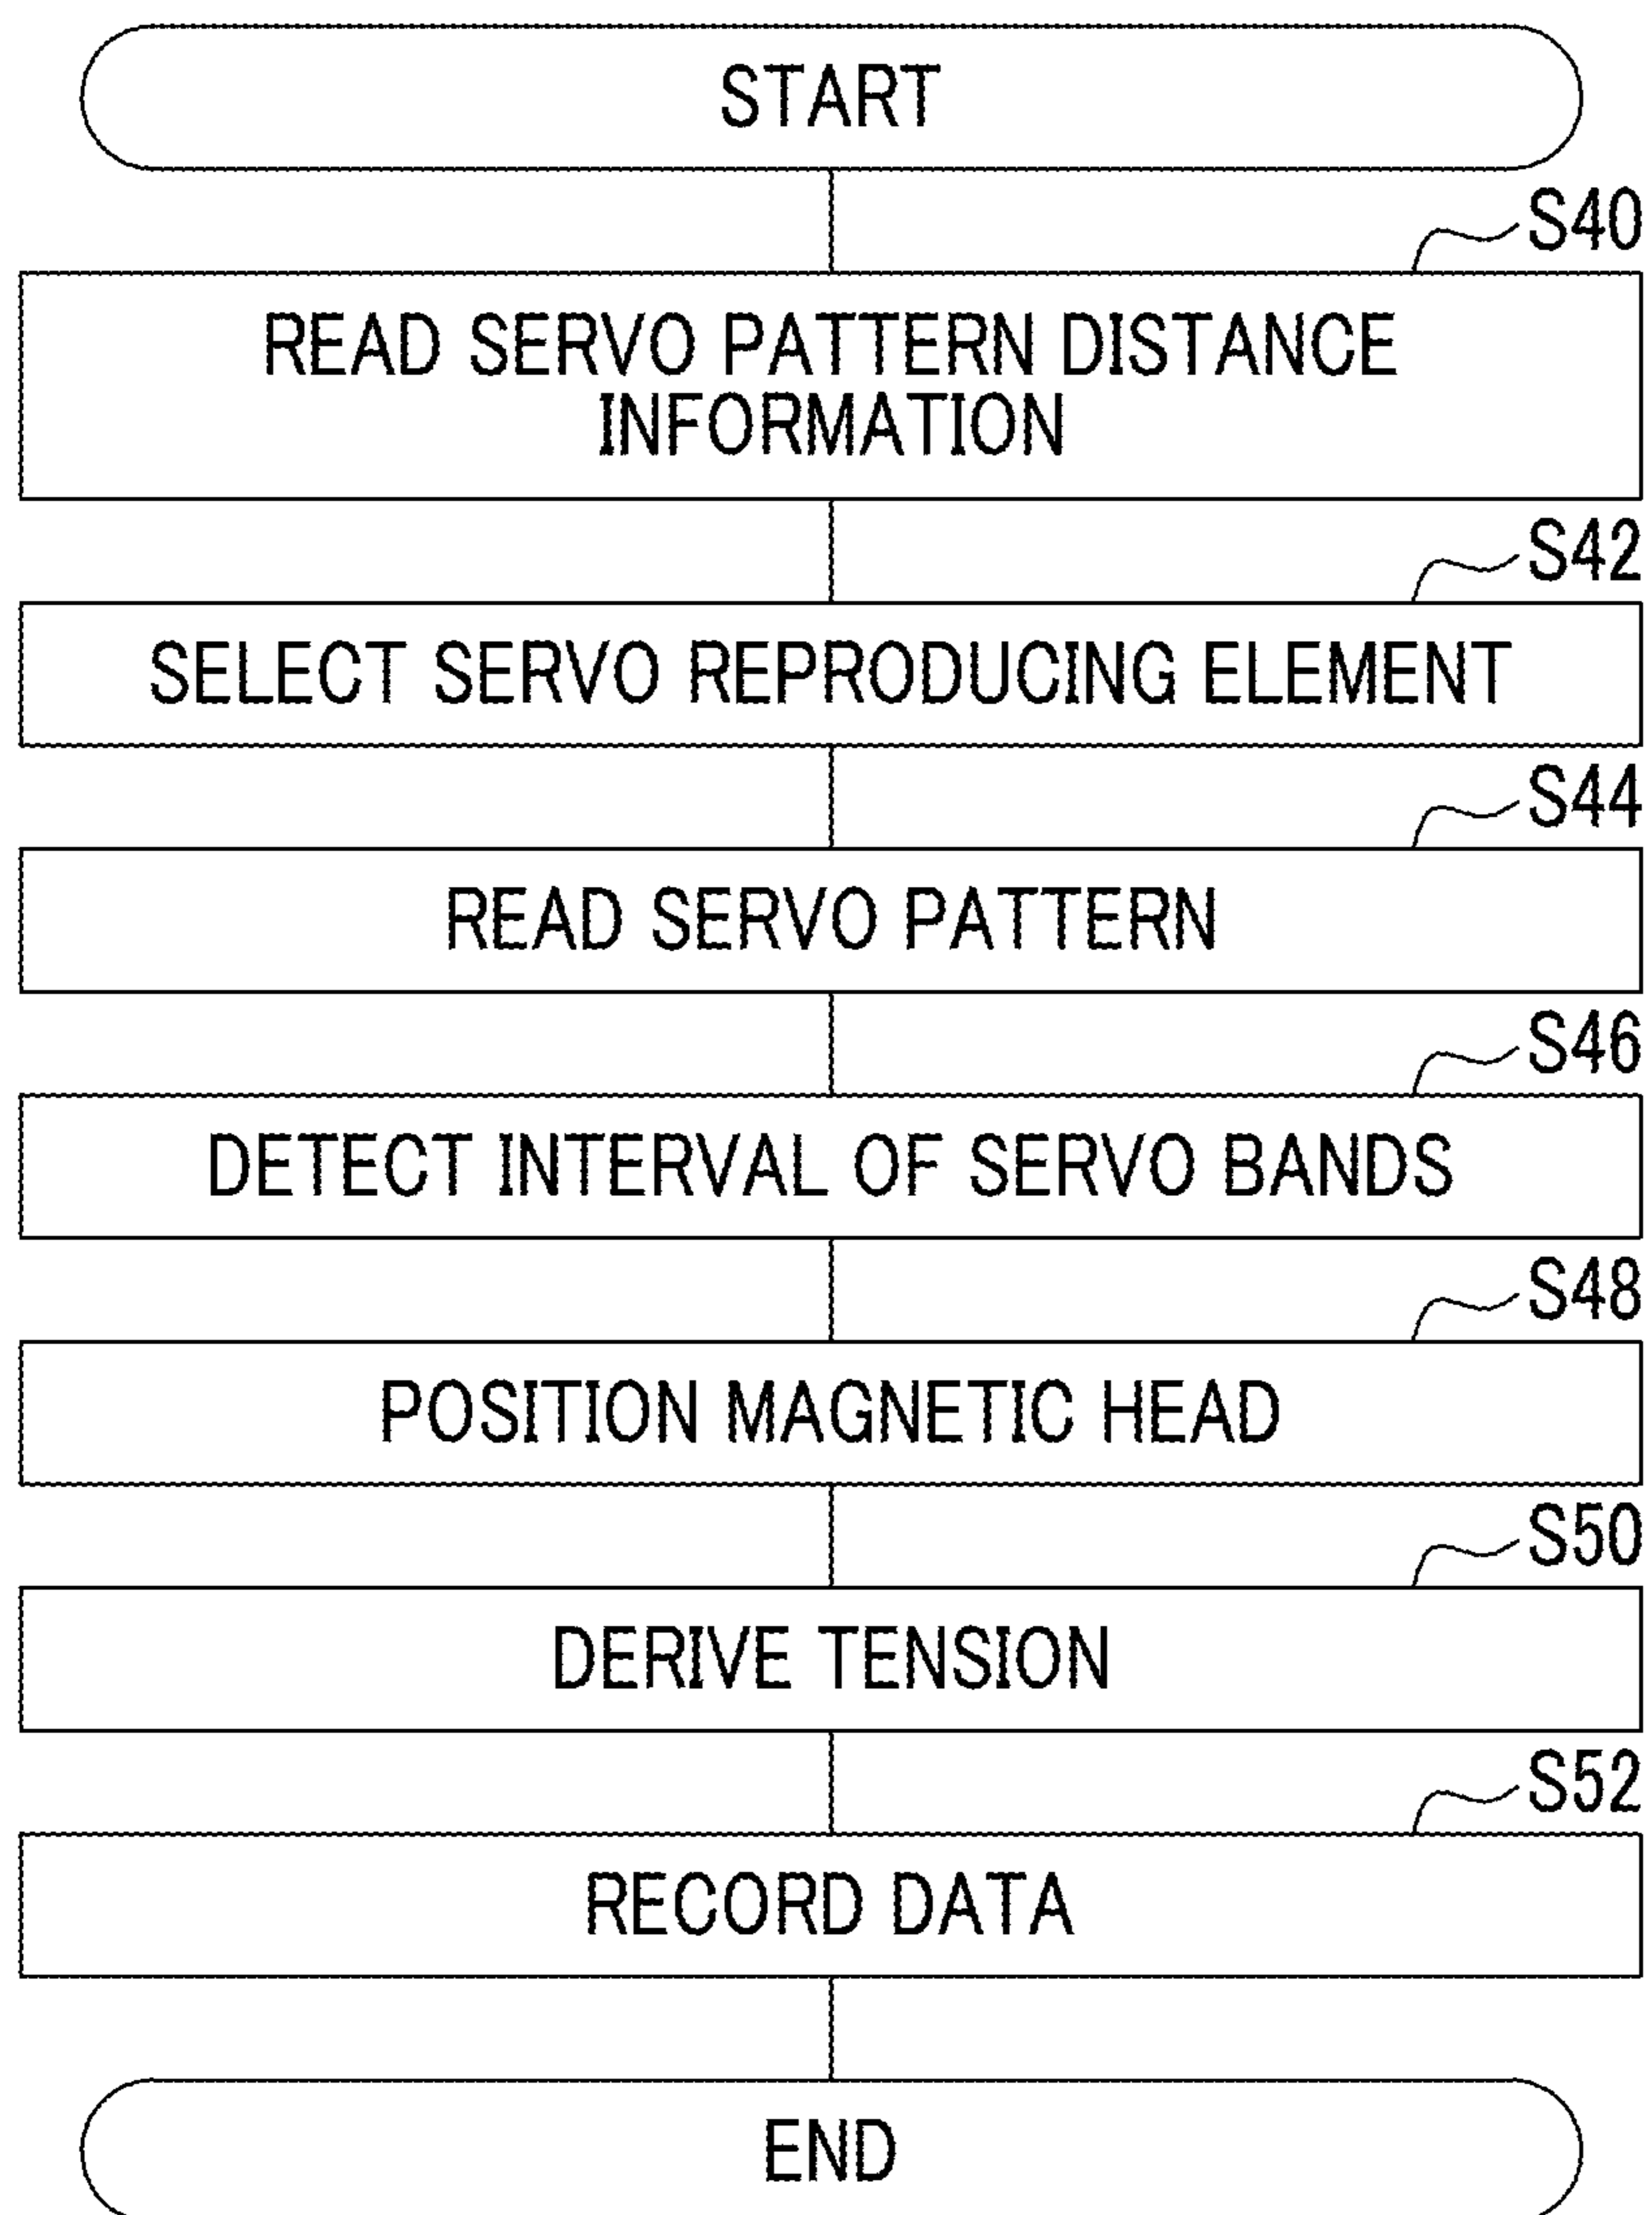 START
S40
READ SERVO PATTERN DISTANCE
INFORMATION
S42
SELECT SERVO REPRODUCING ELEMENT
S44
READ SERVO PATTERN
S46
DETECT INTERVAL OF SERVO BANDS
S48
POSITION MAGNETIC HEAD
S50
DERIVE TENSION
S52
RECORD DATA
END